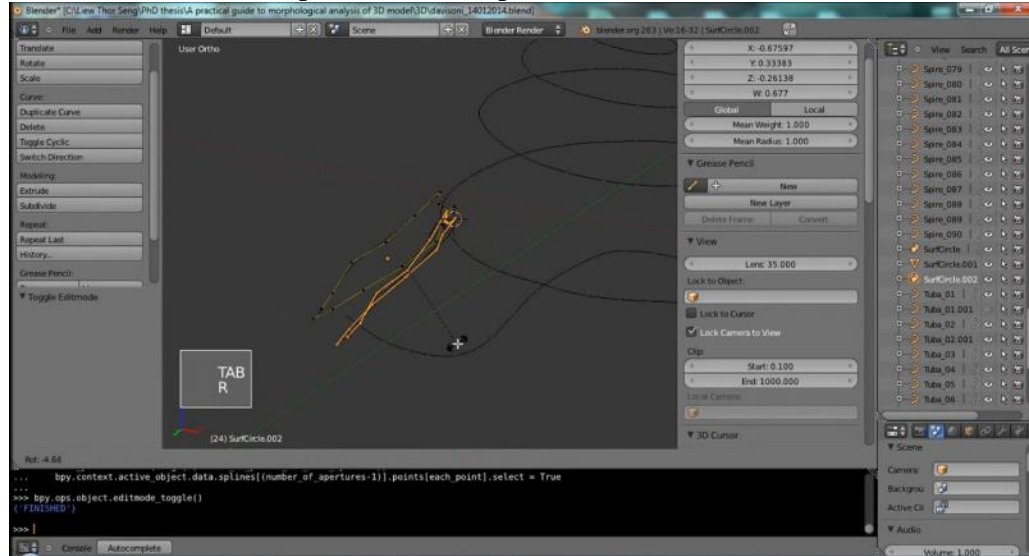 Blender* [C:\Liew Thor Seng\PhD thesis\A practical guide to morphological analysis of 3D model\3D\davisoni_14012014.blend]
File Add Render Help Default Scene Blender Render blender.org 263 | Ve:16-32 | SurfCircle.002
Translate
Rotate
Scale
Curve:
Duplicate Curve
Delete
Toggle Cyclic
Switch Direction
Modeling:
Extrude
Subdivide
Repeat:
Repeat Last
History...
Grease Pencil:
Toggle Editmode
User Ortho
TAB
R
(24) SurfCircle.002
Rot: -4.66
X: -0.67597
Y: 0.33383
Z: -0.26138
W: 0.677
Global Local
Mean Weight: 1.000
Mean Radius: 1.000
Grease Pencil
New
New Layer
Delete Frame Convert
View
Lens: 35.000
Lock to Object:
Lock to Cursor
Lock Camera to View
Clip:
Start: 0.100
End: 1000.000
Local Camera:
3D Cursor
View Search All Scen
Spire_079
Spire_080
Spire_081
Spire_082
Spire_083
Spire_084
Spire_085
Spire_086
Spire_087
Spire_088
Spire_089
Spire_090
SurfCircle
SurfCircle.001
SurfCircle.002
Tuba_01
Tuba_01.001
Tuba_02
Tuba_02.001
Tuba_03
Tuba_04
Tuba_05
Tuba_06
Scene
Camera:
Backgrou
Active Cli
Audio
Volume: 1.000
... bpy.context.active_object.data.splines[(number_of_apertures-1)].points[each_point].select = True
...
>>> bpy.ops.object.editmode_toggle()
{'FINISHED'}
>>>
Console Autocomplete